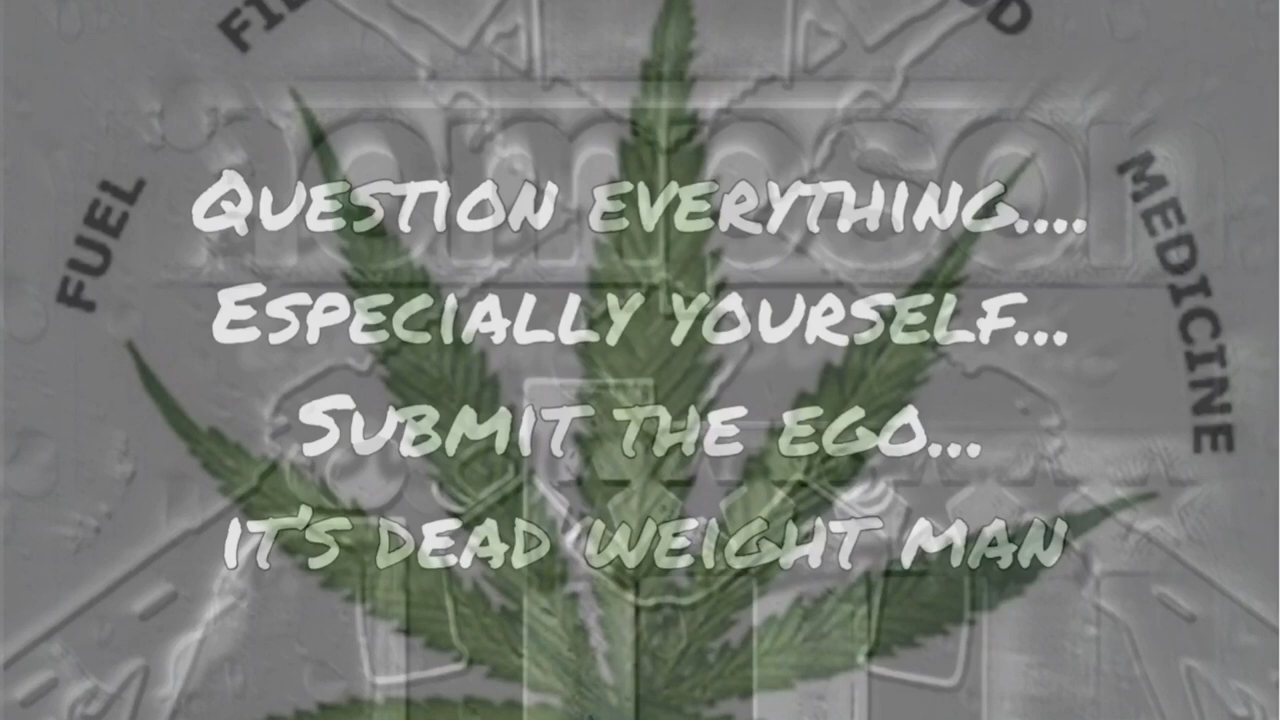 FUEL
MEDICINE
Question everything....
Especially yourself...
Submit the ego...
it's dead weight man